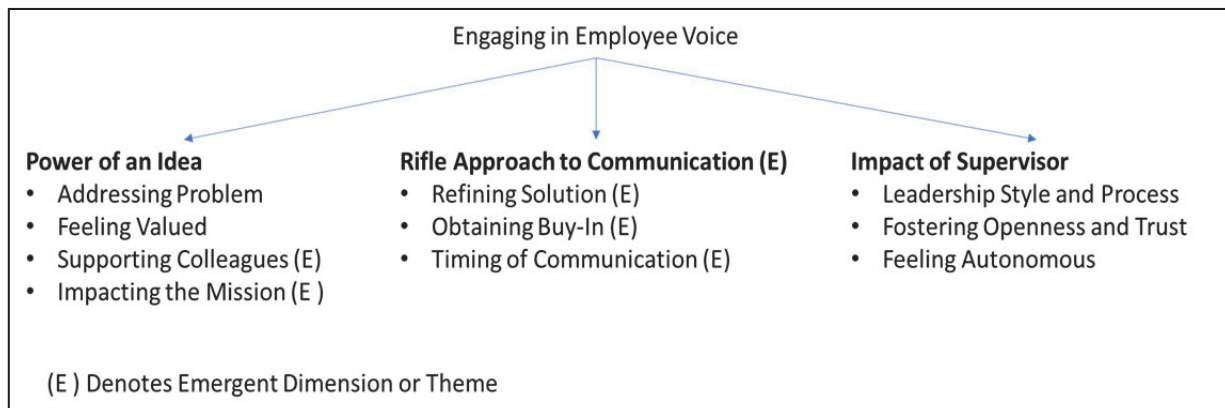 Engaging in Employee Voice
Power of an Idea
• Addressing Problem
• Feeling Valued
• Supporting Colleagues (E)
• Impacting the Mission (E )
Rifle Approach to Communication (E)
• Refining Solution (E)
• Obtaining Buy-In (E)
• Timing of Communication (E)
Impact of Supervisor
• Leadership Style and Process
• Fostering Openness and Trust
• Feeling Autonomous
(E ) Denotes Emergent Dimension or Theme